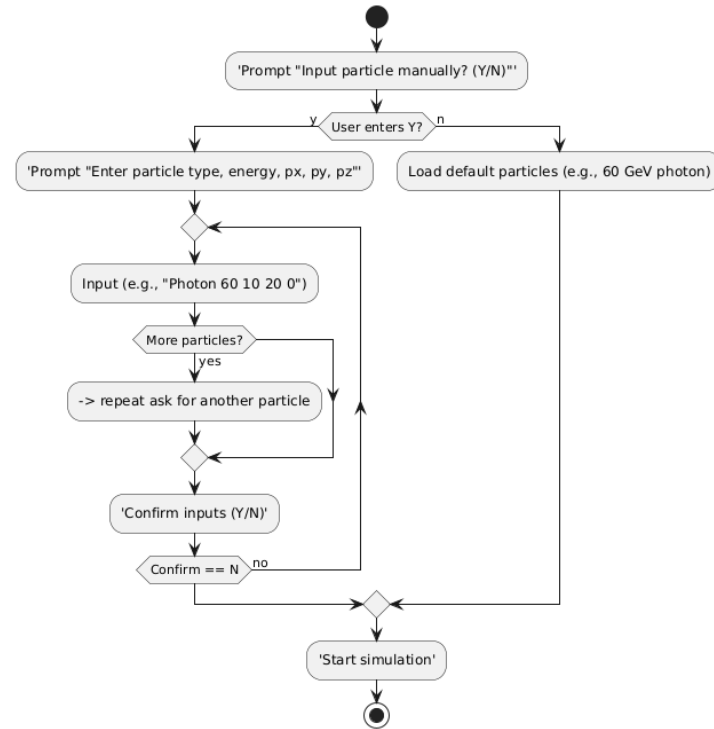 'Prompt "Input particle manually? (Y/N)"'
y
User enters Y?
n
'Prompt "Enter particle type, energy, px, py, pz"'
Load default particles (e.g., 60 GeV photon)
Input (e.g., "Photon 60 10 20 0")
More particles?
yes
-> repeat ask for another particle
'Confirm inputs (Y/N)'
Confirm == N
no
'Start simulation'